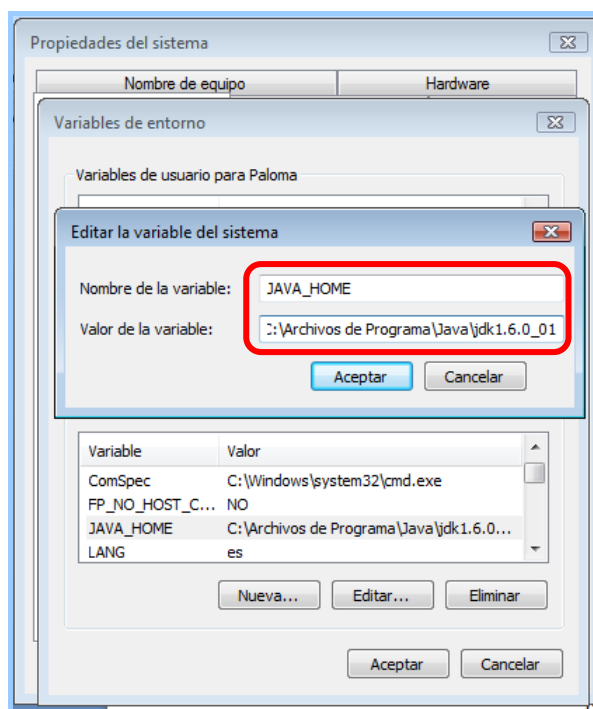 Propiedades del sistema
Nombre de equipo Hardware
Variables de entorno
Variables de usuario para Paloma
Editar la variable del sistema
Nombre de la variable: JAVA_HOME
Valor de la variable: C:\Archivos de Programa\Java\jdk1.6.0_01
Aceptar Cancelar
Variable Valor
ComSpec C:\Windows\system32\cmd.exe
FP_NO_HOST_C... NO
JAVA_HOME C:\Archivos de Programa\Java\jdk1.6.0...
LANG es
Nueva... Editar... Eliminar
Aceptar Cancelar